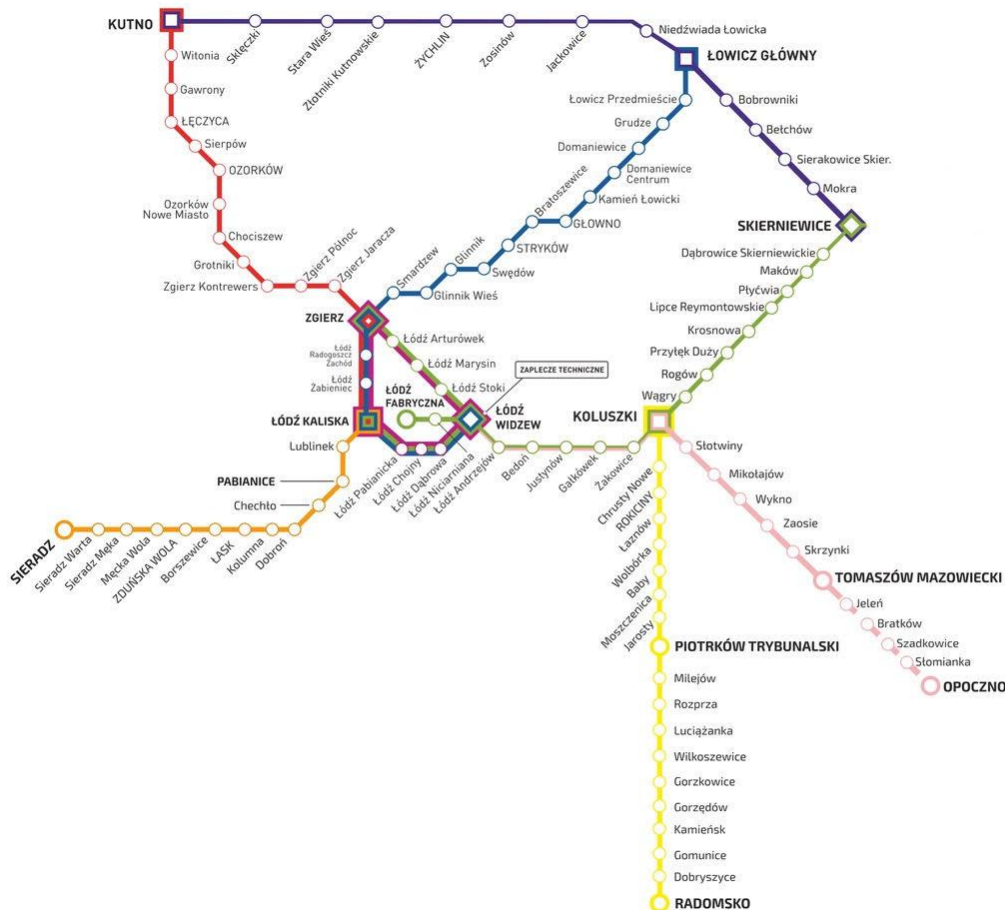 KUTNO
Skleczki
Stara Wieś
Złotniki Kutnowskie
ŻYCHLIN
Zosinów
Jackowice
Niedźwiada Łowicka
ŁOWICZ GŁÓWNY
Witonia
Gawrony
ŁĘCZYCA
Sierpów
OZORKÓW
Ozorków
Nowe Miasto
Chociszew
Grotniki
Zgierz Kontrewers
Zgierz Północ
Zgierz Jaracza
ZGIERZ
Łowicz Przedmieście
Grudze
Domaniewice
Domaniewice
Centrum
Kamień Łowicki
GŁOWNO
Bratoszewice
STRYKÓW
Swędów
Glinnik
Glinnik Wieś
Smardzew
Bobrowniki
Bełchów
Sierakowice Skier.
Mokra
SKIERNIEWICE
Dąbrowice Skierniewickie
Maków
Płyćwia
Lipce Reymontowskie
Krosnowa
Przyłęk Duży
Rogów
Wągry
KOLUSZKI
Łódź
Radogoszcz
Zachód
Łódź
Żabieniec
Łódź Arturówek
Łódź Marysin
Łódź Stoki
ZAPLECZE TECHNICZNE
ŁÓDŹ
FABRYCZNA
ŁÓDŹ
WIDZEW
ŁÓDŹ KALISKA
Lublinek
PABIANICE
Chechło
Dobroń
Kolumna
ŁASK
Borszewice
ZDUŃSKA WOLA
Męcka Wola
Sieradz Męka
Sieradz Warta
SIERADZ
Łódź Pabianicka
Łódź Chojny
Łódź Dąbrowa
Łódź Niciarniana
Łódź Andrzejów
Bedoń
Justynów
Gałkówek
Żakowice
Chrusty Nowe
ROKICINY
Łaznów
Wolbórka
Baby
Moszczenica
Jarosty
PIOTRKÓW TRYBUNALSKI
Milejów
Rozprza
Luciążanka
Wilkoszewice
Gorzkowice
Gorzędów
Kamieńsk
Gomunice
Dobryszyce
RADOMSKO
Słotwiny
Mikołajów
Wykno
Zaosie
Skrzynki
TOMASZÓW MAZOWIECKI
Jeleń
Bratków
Szadkowice
Słomianka
OPOCZNO